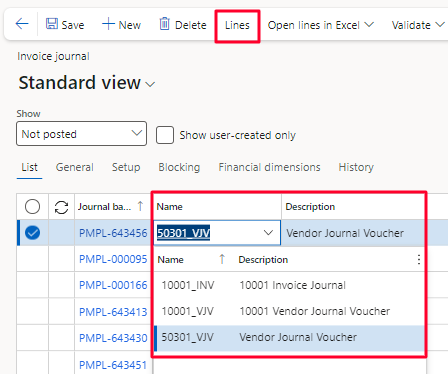 Save New Delete Lines Open lines in Excel Validate
Invoice journal
Standard view
Show
Not posted Show user-created only
List General Setup Blocking Financial dimensions History
Journal ba... Name Description
PMPL-643456 50301_VJV Vendor Journal Voucher
PMPL-000095 Name Description
PMPL-000166 10001_INV 10001 Invoice Journal
PMPL-643413 10001_VJV 10001 Vendor Journal Voucher
PMPL-643430 50301_VJV Vendor Journal Voucher
PMPL-643451